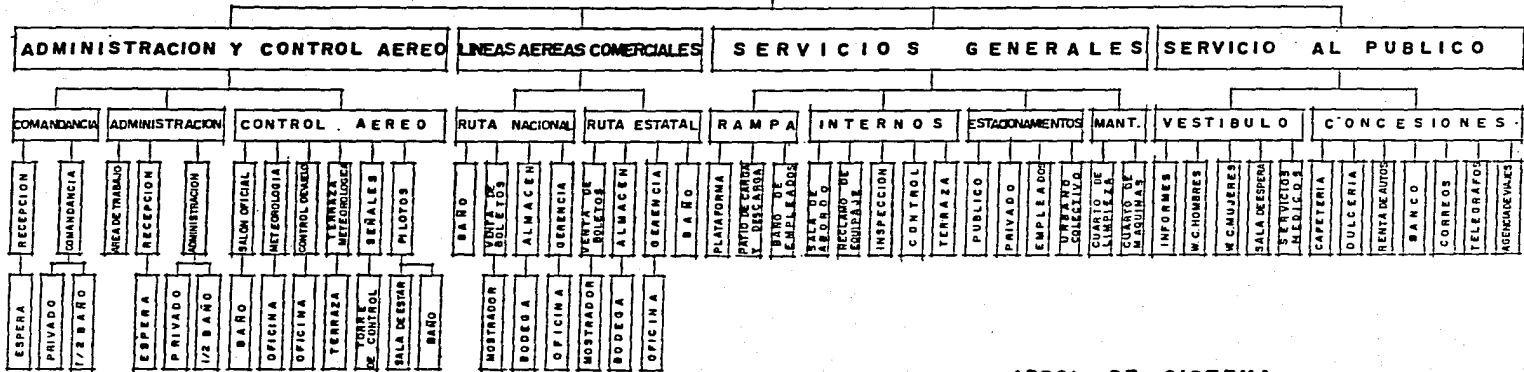 ADMINISTRACION Y CONTROL AEREO
LINEAS AEREAS COMERCIALES
SERVICIOS GENERALES
SERVICIO AL PUBLICO
COMANDANCIA
ADMINISTRACION
CONTROL AEREO
RUTA NACIONAL
RUTA ESTATAL
RAMPA
INTERNOS
ESTACIONAMIENTOS
MANT.
VESTIBULO
CONCESIONES
RECEPCION
COMANDANCIA
AREA DE TRABAJO
RECEPCION
ADMINISTRACION
SALON OFICIAL
METEOROLOGIA
CONTROL DE VUELO
TERRAZA
METEOROLOGICA
SEÑALES
PILOTOS
BAÑO
VENTA DE
BOLETOS
ALMACEN
GERENCIA
VENTA DE
BOLETOS
ALMACEN
GERENCIA
BAÑO
PLATAFORMA
PATIO DE CARGA
Y DESCARGA
BAÑO DE
EMPLEADOS
SALA DE
ABORDO
RECLAMO DE
EQUIPAJE
INSPECCION
CONTROL
TERRAZA
PUBLICO
PRIVADO
EMPLEADOS
URBANO
COLECTIVO
CUARTO DE
LIMPIEZA
CUARTO DE
MAQUINAS
INFORMES
W.C. HOMBRES
W.C. MUJERES
SALA DE ESPERA
SERVICIOS
MEDICOS
CAFETERIA
DULCERIA
RENTA DE AUTOS
BANCO
CORREOS
TELEGRAFOS
AGENCIA DE VIAJES
ESPERA
PRIVADO
1/2 BAÑO
ESPERA
PRIVADO
1/2 BAÑO
BAÑO
OFICINA
OFICINA
TERRAZA
TORRE
DE CONTROL
SALA DE ESTAR
BAÑO
MOSTRADOR
BODEGA
OFICINA
MOSTRADOR
BODEGA
OFICINA